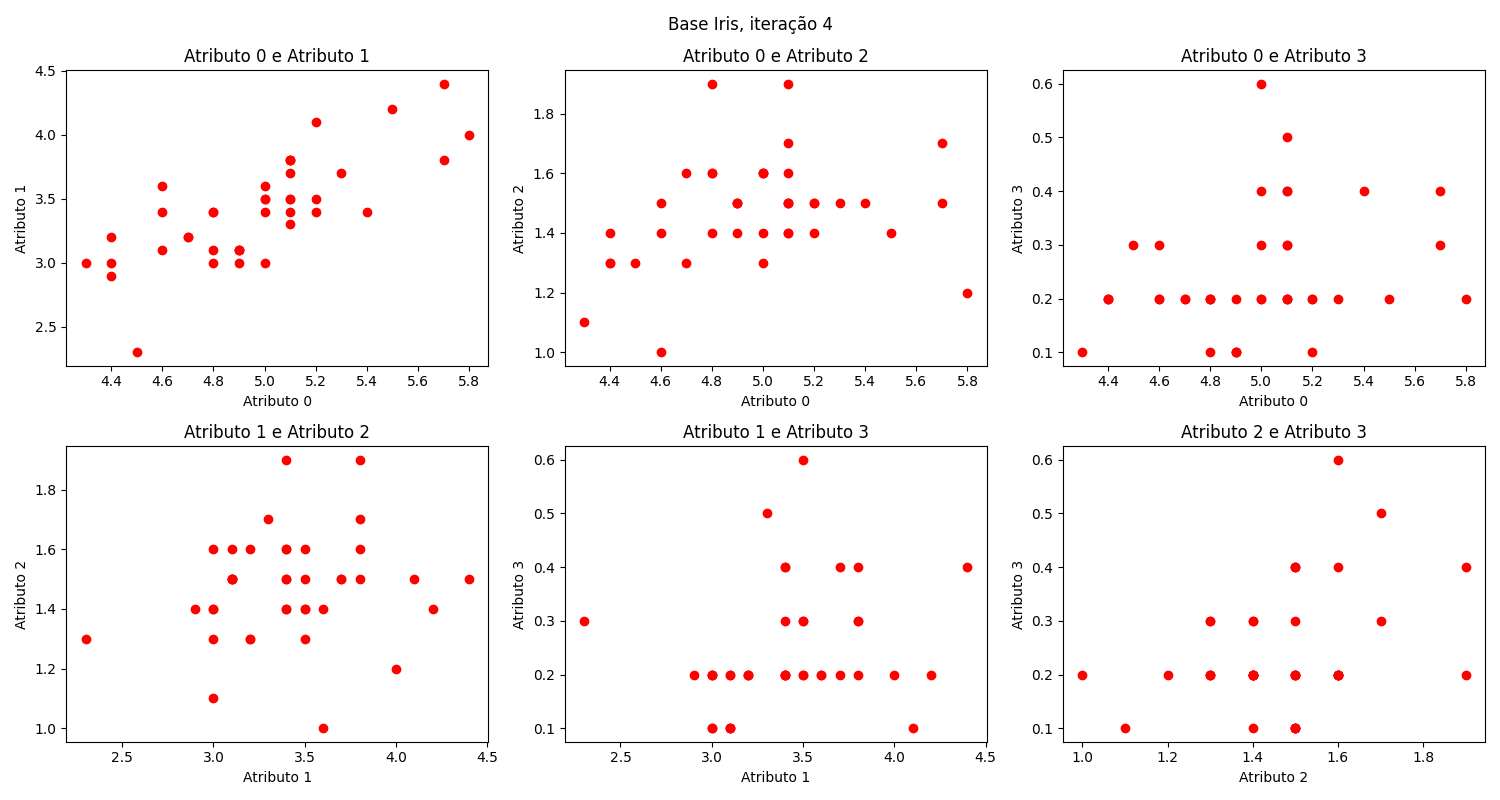 Base Iris, iteração 4
Atributo 0 e Atributo 1
4.5
4.0
3.5
3.0
2.5
Atributo 1
4.4 4.6 4.8 5.0 5.2 5.4 5.6 5.8
Atributo 0
Atributo 0 e Atributo 2
1.8
1.6
1.4
1.2
1.0
Atributo 2
4.4 4.6 4.8 5.0 5.2 5.4 5.6 5.8
Atributo 0
Atributo 0 e Atributo 3
0.6
0.5
0.4
0.3
0.2
0.1
Atributo 3
4.4 4.6 4.8 5.0 5.2 5.4 5.6 5.8
Atributo 0
Atributo 1 e Atributo 2
1.8
1.6
1.4
1.2
1.0
Atributo 2
2.5 3.0 3.5 4.0 4.5
Atributo 1
Atributo 1 e Atributo 3
0.6
0.5
0.4
0.3
0.2
0.1
Atributo 3
2.5 3.0 3.5 4.0 4.5
Atributo 1
Atributo 2 e Atributo 3
0.6
0.5
0.4
0.3
0.2
0.1
Atributo 3
1.0 1.2 1.4 1.6 1.8
Atributo 2